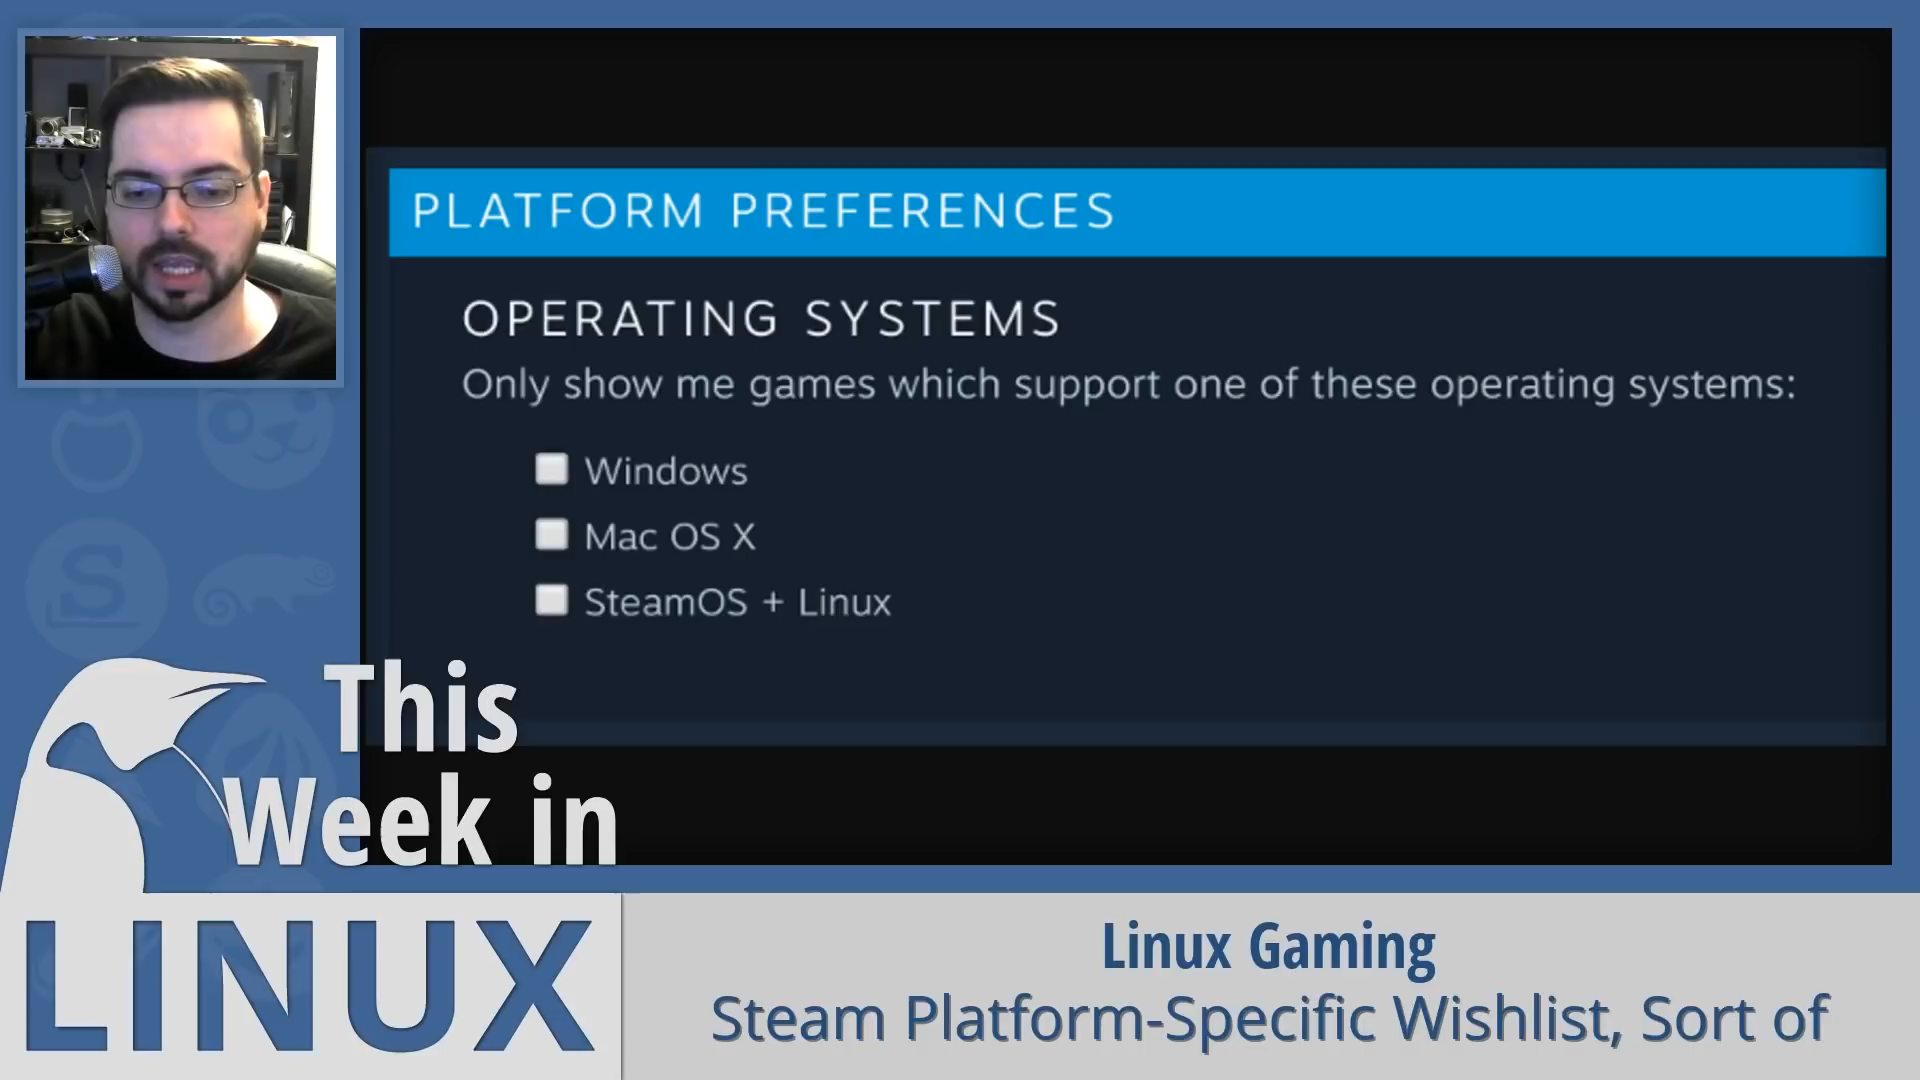 PLATFORM PREFERENCES
OPERATING SYSTEMS
Only show me games which support one of these operating systems:
Windows
Mac OS X
SteamOS + Linux
This
Week in
LINUX
Linux Gaming
Steam Platform-Specific Wishlist, Sort of